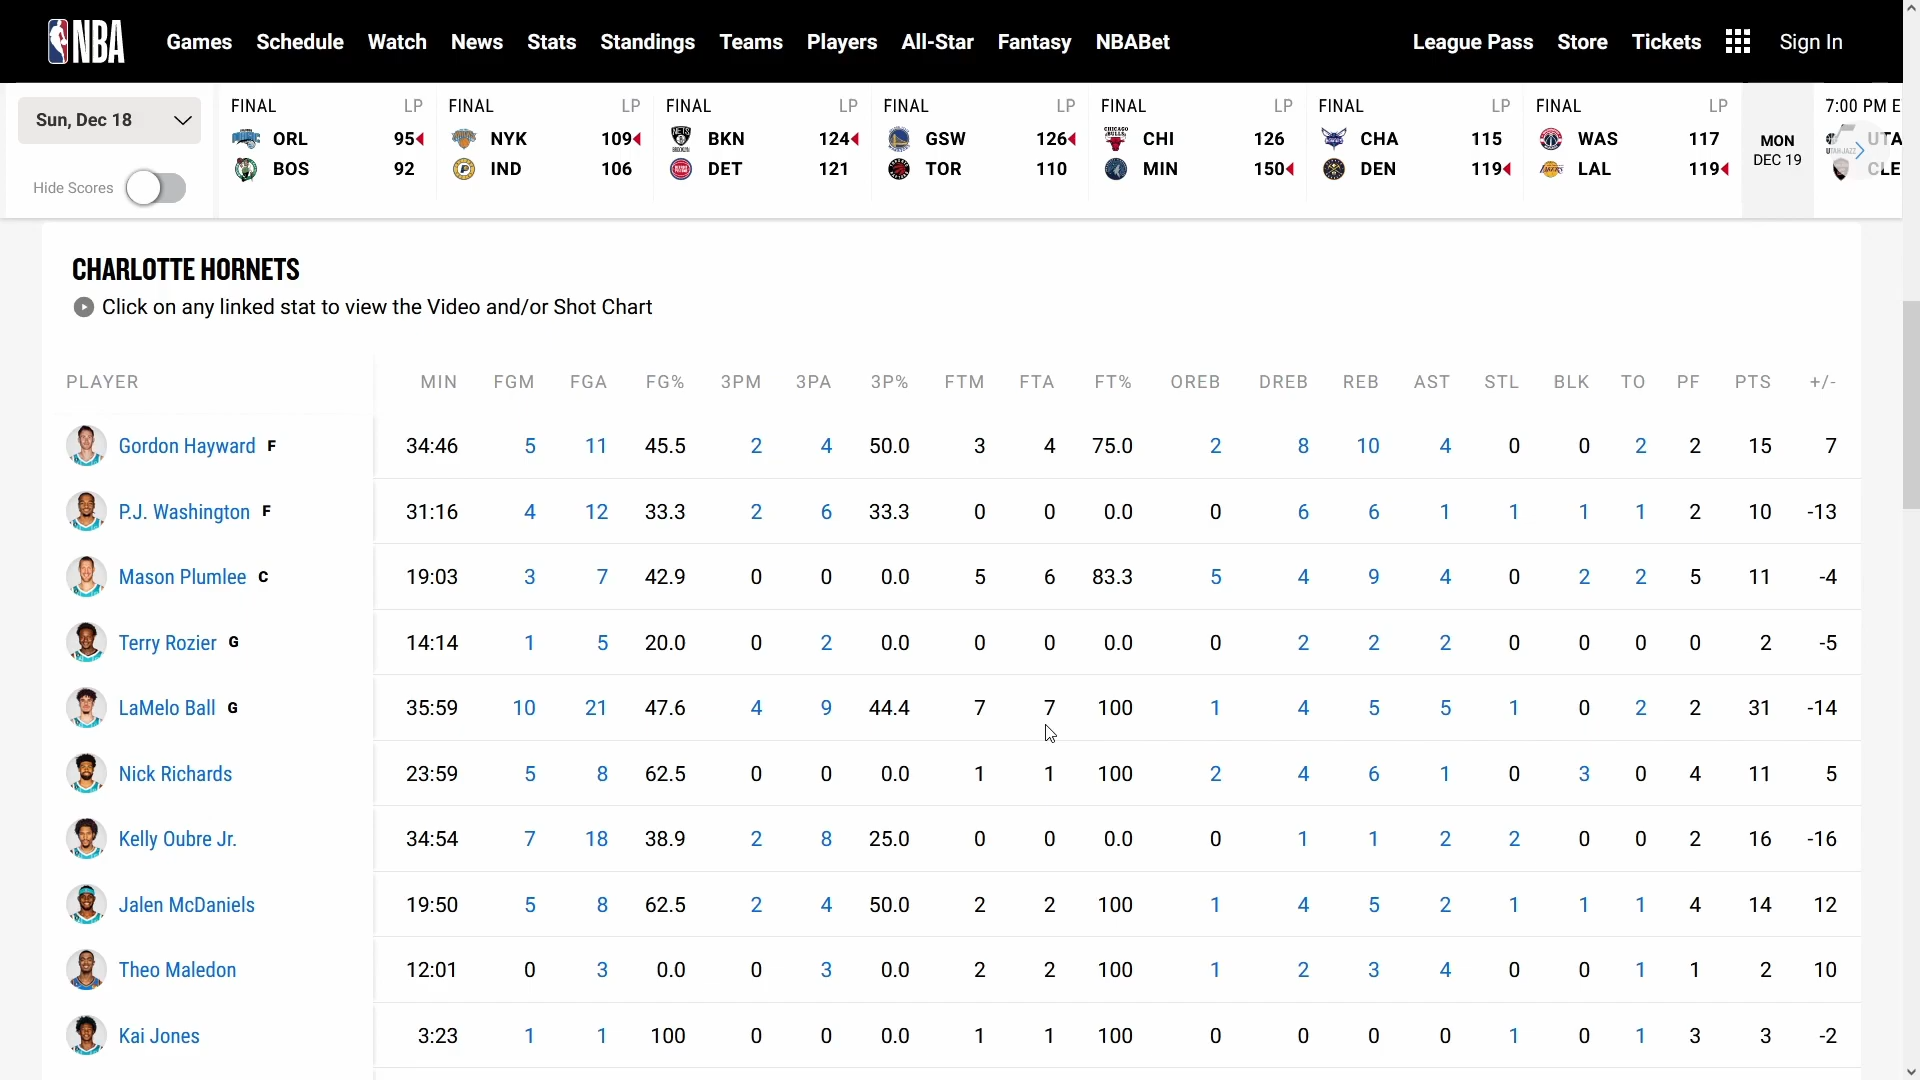 NBA Games Schedule Watch News Stats Standings Teams Players All-Star Fantasy NBABet League Pass Store Tickets Sign In
Sun, Dec 18
Hide Scores
FINAL LP
ORL 95
BOS 92
FINAL LP
NYK 109
IND 106
FINAL LP
BKN 124
DET 121
FINAL LP
GSW 126
TOR 110
FINAL LP
CHI 126
MIN 150
FINAL LP
CHA 115
DEN 119
FINAL LP
WAS 117
LAL 119
MON
DEC 19
7:00 PM E
UTA
CLE
CHARLOTTE HORNETS
Click on any linked stat to view the Video and/or Shot Chart
PLAYER MIN FGM FGA FG% 3PM 3PA 3P% FTM FTA FT% OREB DREB REB AST STL BLK TO PF PTS +/-
Gordon Hayward F 34:46 5 11 45.5 2 4 50.0 3 4 75.0 2 8 10 4 0 0 2 2 15 7
P.J. Washington F 31:16 4 12 33.3 2 6 33.3 0 0 0.0 0 6 6 1 1 1 1 2 10 -13
Mason Plumlee C 19:03 3 7 42.9 0 0 0.0 5 6 83.3 5 4 9 4 0 2 2 5 11 -4
Terry Rozier G 14:14 1 5 20.0 0 2 0.0 0 0 0.0 0 2 2 2 0 0 0 0 2 -5
LaMelo Ball G 35:59 10 21 47.6 4 9 44.4 7 7 100 1 4 5 5 1 0 2 2 31 -14
Nick Richards 23:59 5 8 62.5 0 0 0.0 1 1 100 2 4 6 1 0 3 0 4 11 5
Kelly Oubre Jr. 34:54 7 18 38.9 2 8 25.0 0 0 0.0 0 1 1 2 2 0 0 2 16 -16
Jalen McDaniels 19:50 5 8 62.5 2 4 50.0 2 2 100 1 4 5 2 1 1 1 4 14 12
Theo Maledon 12:01 0 3 0.0 0 3 0.0 2 2 100 1 2 3 4 0 0 1 1 2 10
Kai Jones 3:23 1 1 100 0 0 0.0 1 1 100 0 0 0 0 1 0 1 3 3 -2